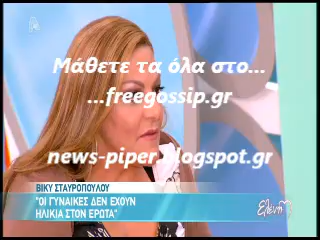 Μάθετε τα όλα στο...
...freegossip.gr
news-piper.blogspot.gr
ΒΙΚΥ ΣΤΑΥΡΟΠΟΥΛΟΥ
"ΟΙ ΓΥΝΑΙΚΕΣ ΔΕΝ ΕΧΟΥΝ
ΗΛΙΚΙΑ ΣΤΟΝ ΕΡΩΤΑ"
Ελένη